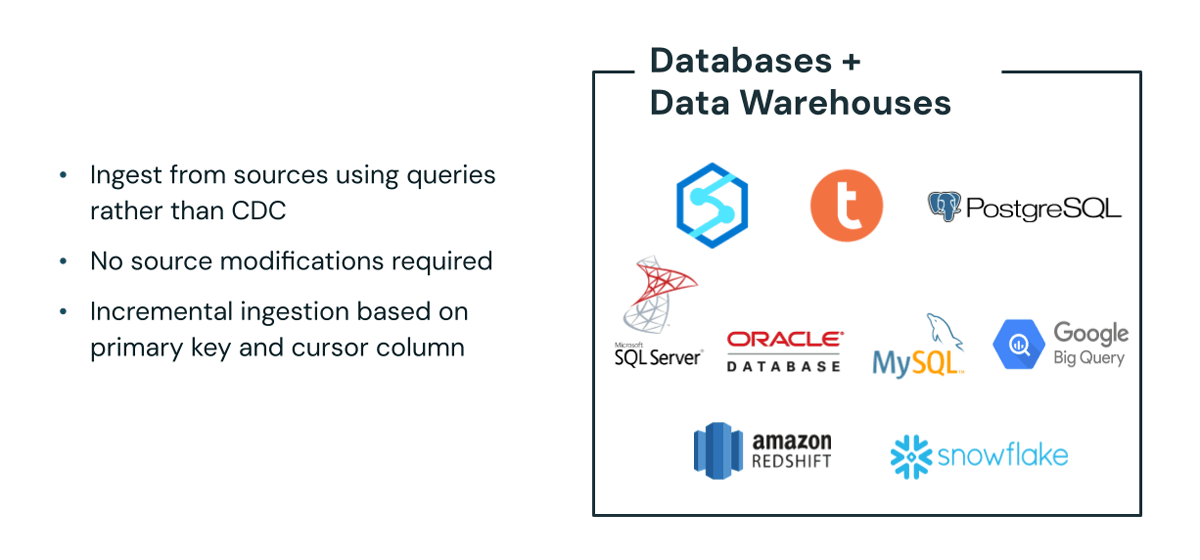 Databases +
Data Warehouses
• Ingest from sources using queries
rather than CDC
• No source modifications required
• Incremental ingestion based on
primary key and cursor column
t
PostgreSQL
Microsoft
SQL Server
ORACLE
DATABASE
MySQL
Google
Big Query
amazon
REDSHIFT
snowflake